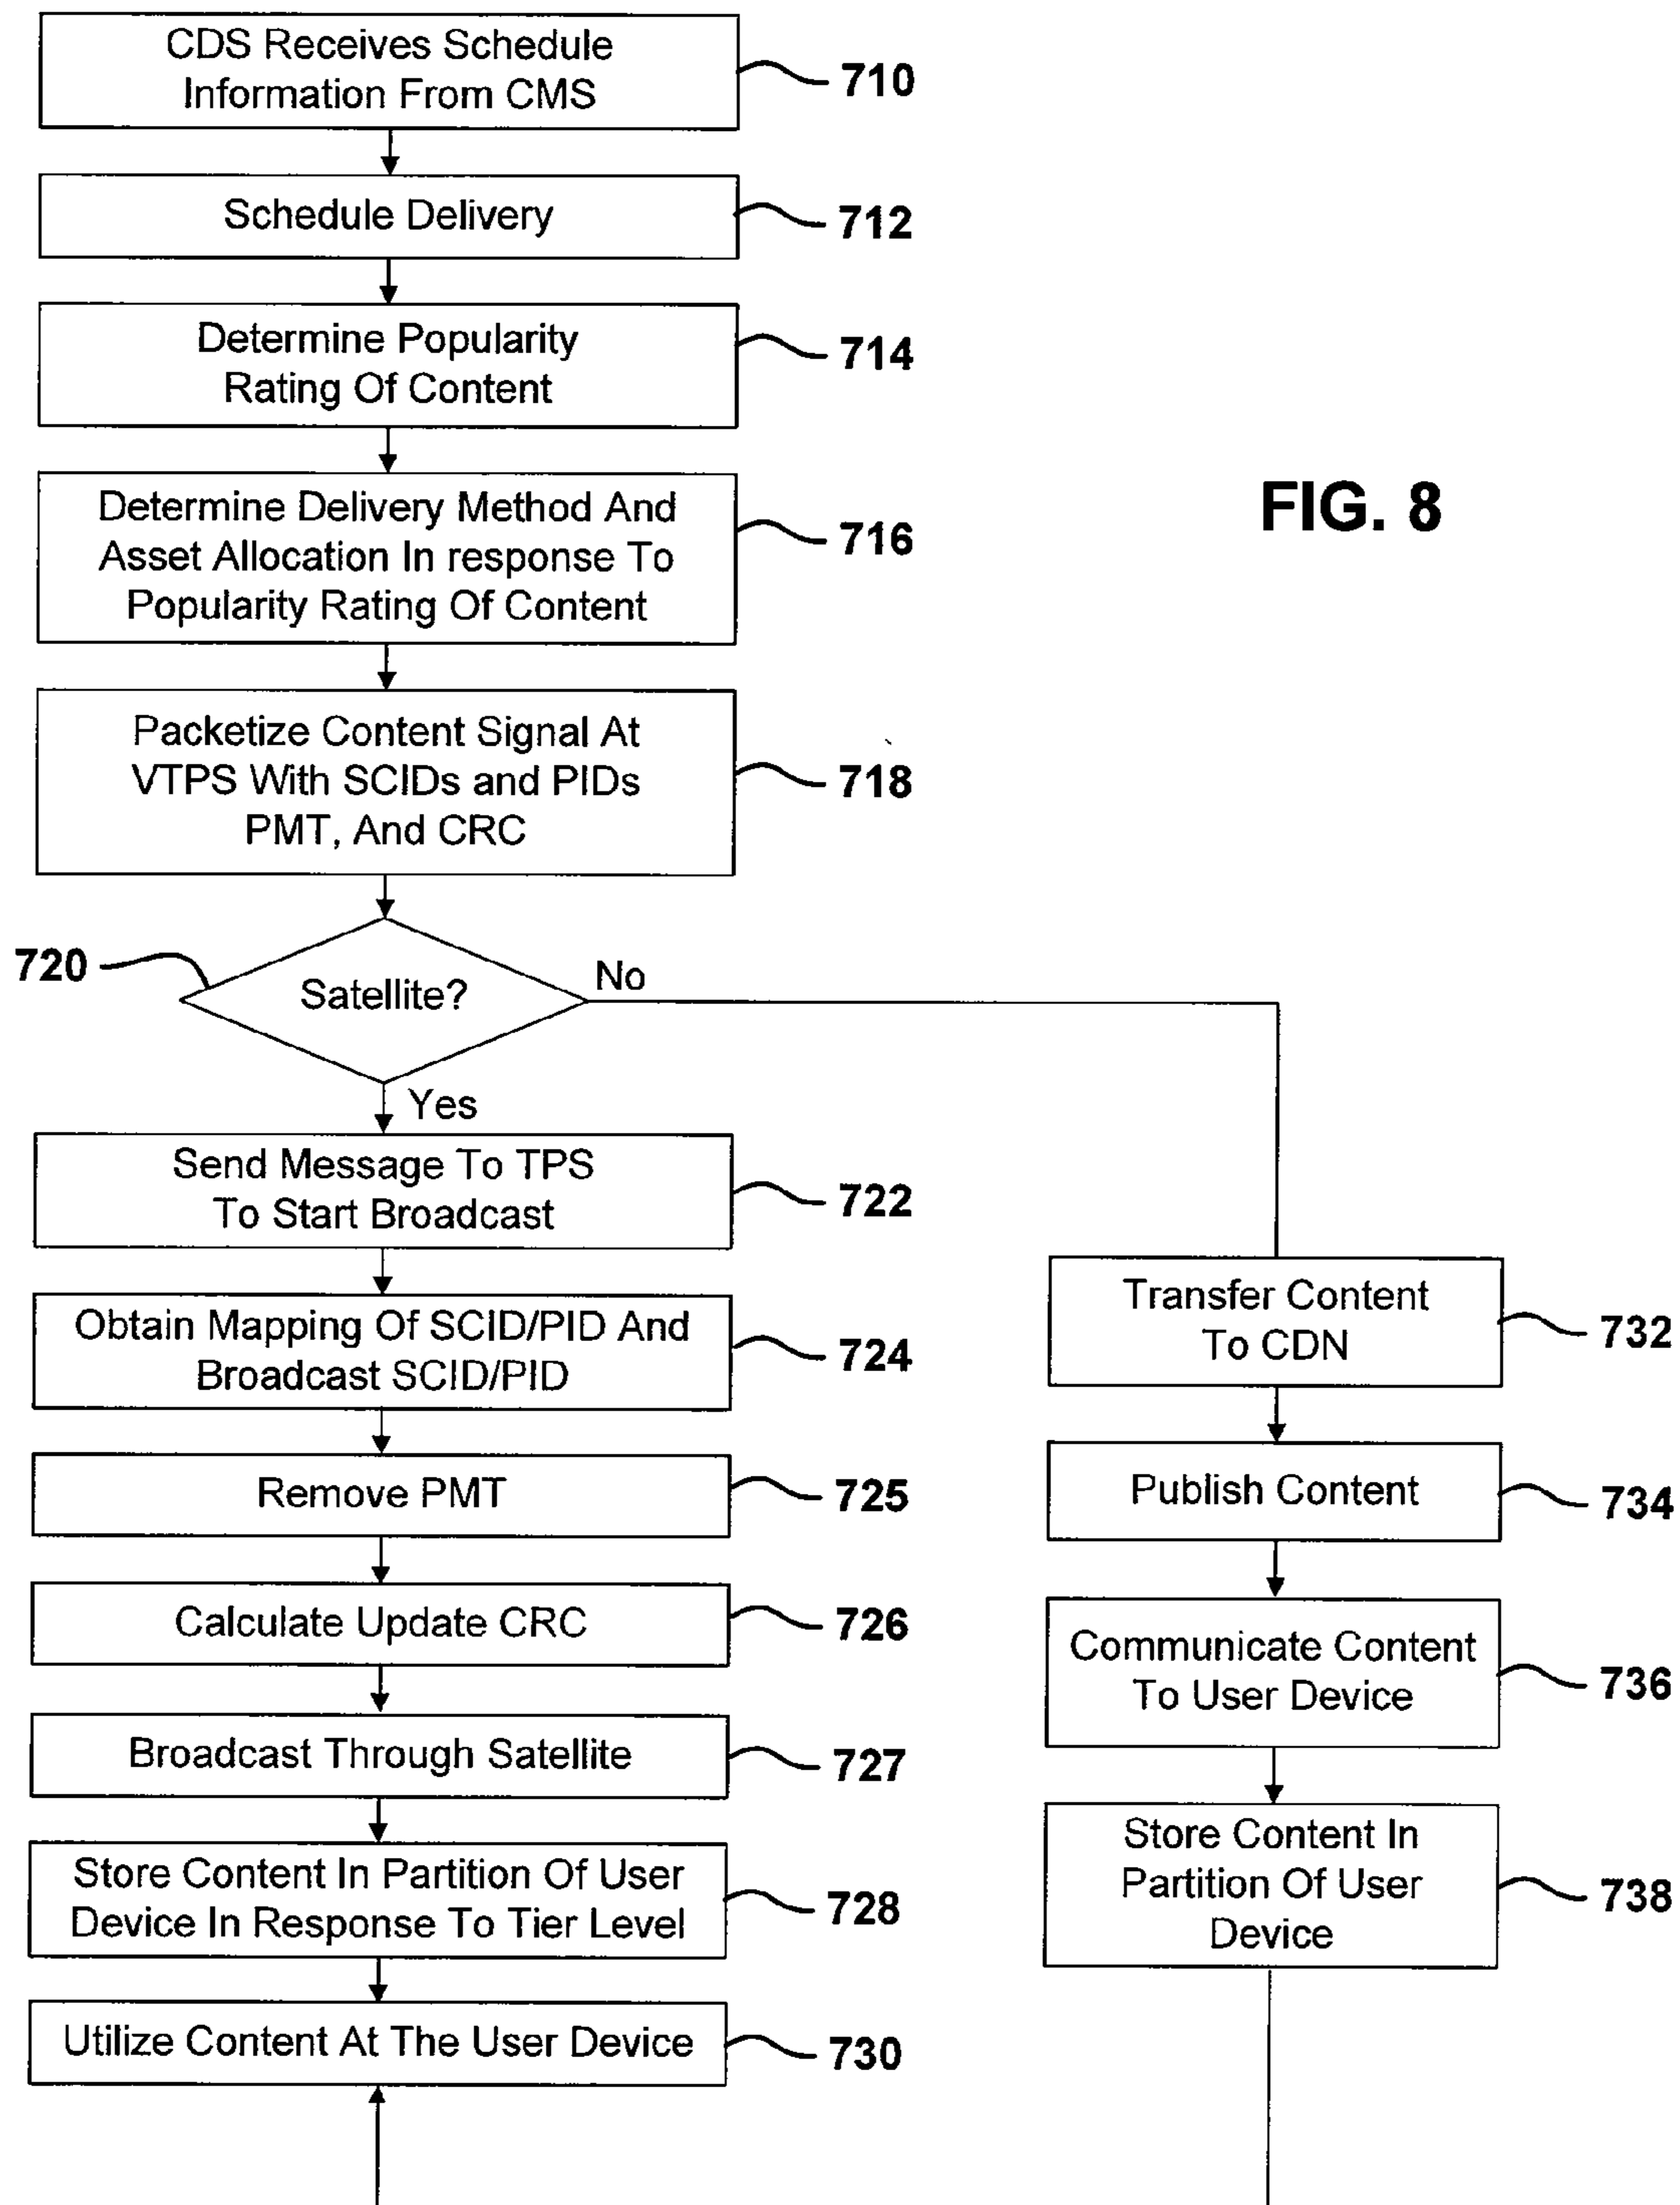 CDS Receives Schedule
Information From CMS
710
Schedule Delivery
712
Determine Popularity
Rating Of Content
714
Determine Delivery Method And
Asset Allocation In response To
Popularity Rating Of Content
716
FIG. 8
Packetize Content Signal At
VTPS With SCIDs and PIDs
PMT, And CRC
718
720
Satellite?
No
Yes
Send Message To TPS
To Start Broadcast
722
Obtain Mapping Of SCID/PID And
Broadcast SCID/PID
724
Remove PMT
725
Calculate Update CRC
726
Broadcast Through Satellite
727
Store Content In Partition Of User
Device In Response To Tier Level
728
Utilize Content At The User Device
730
Transfer Content
To CDN
732
Publish Content
734
Communicate Content
To User Device
736
Store Content In
Partition Of User
Device
738